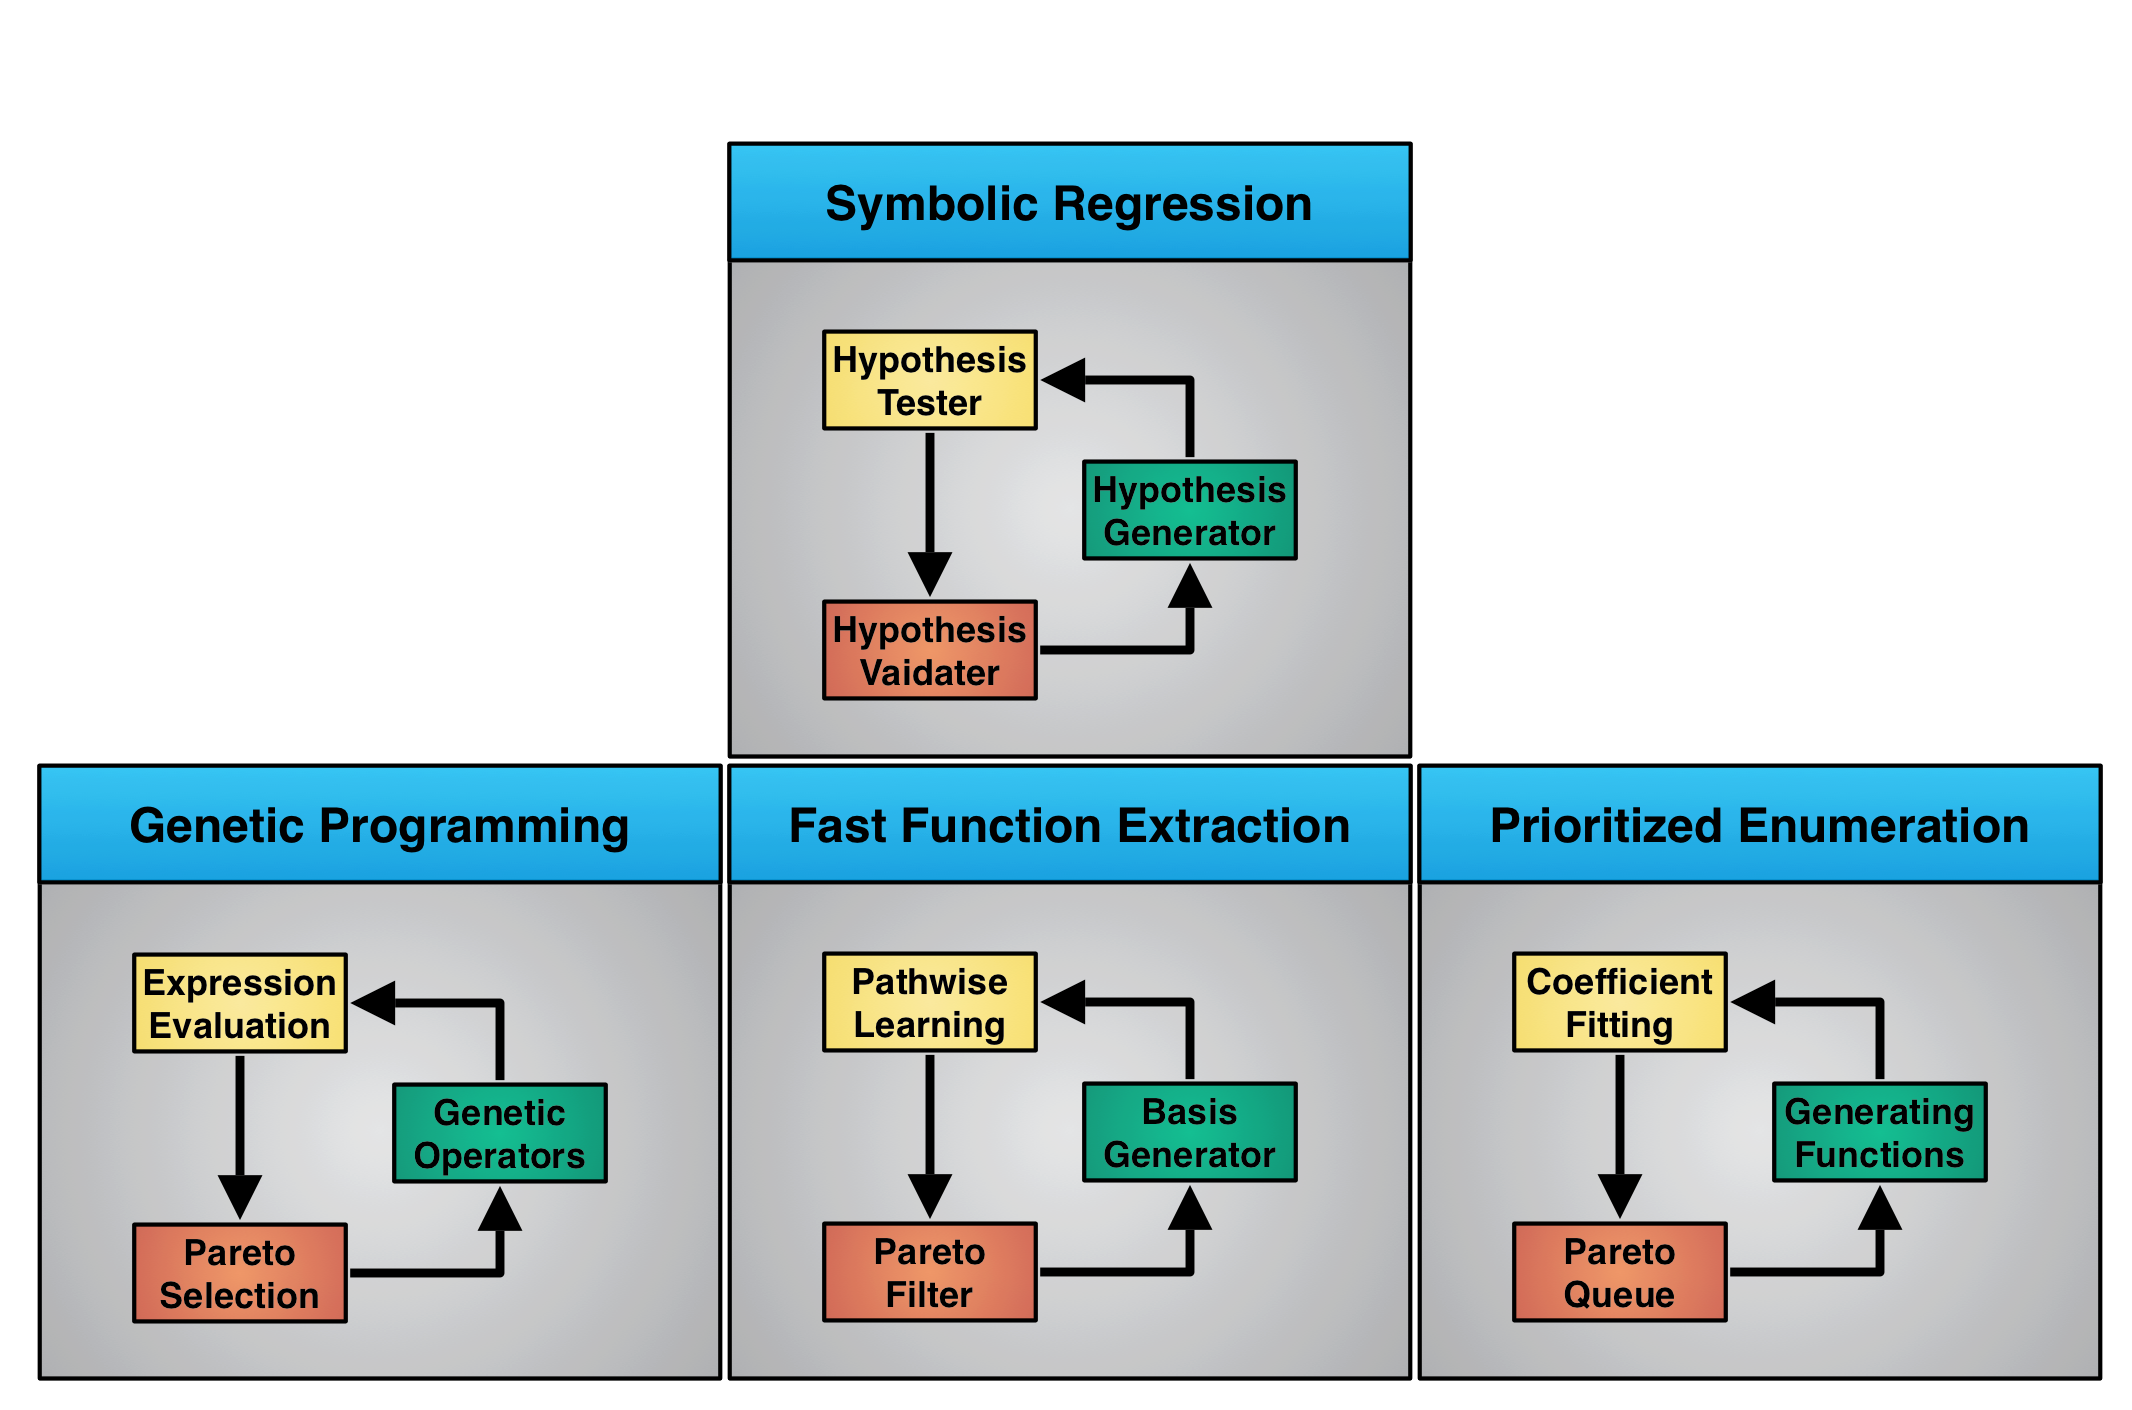 Symbolic Regression
Hypothesis
Tester
Hypothesis
Generator
Hypothesis
Vaidater
Genetic Programming
Expression
Evaluation
Genetic
Operators
Pareto
Selection
Fast Function Extraction
Pathwise
Learning
Basis
Generator
Pareto
Filter
Prioritized Enumeration
Coefficient
Fitting
Generating
Functions
Pareto
Queue